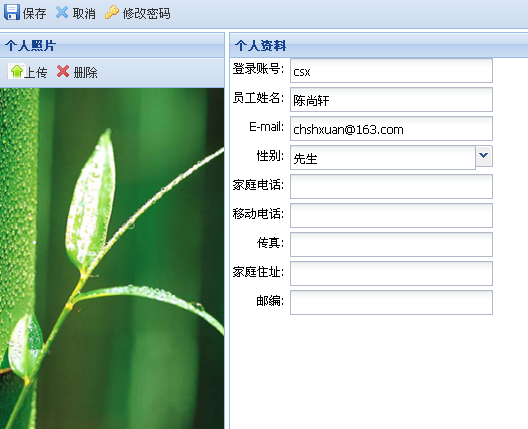 保存 取消 修改密码
个人照片
上传 删除
个人资料
登录账号: csx
员工姓名: 陈尚轩
E-mail: chshxuan@163.com
性别: 先生
家庭电话:
移动电话:
传真:
家庭住址:
邮编: